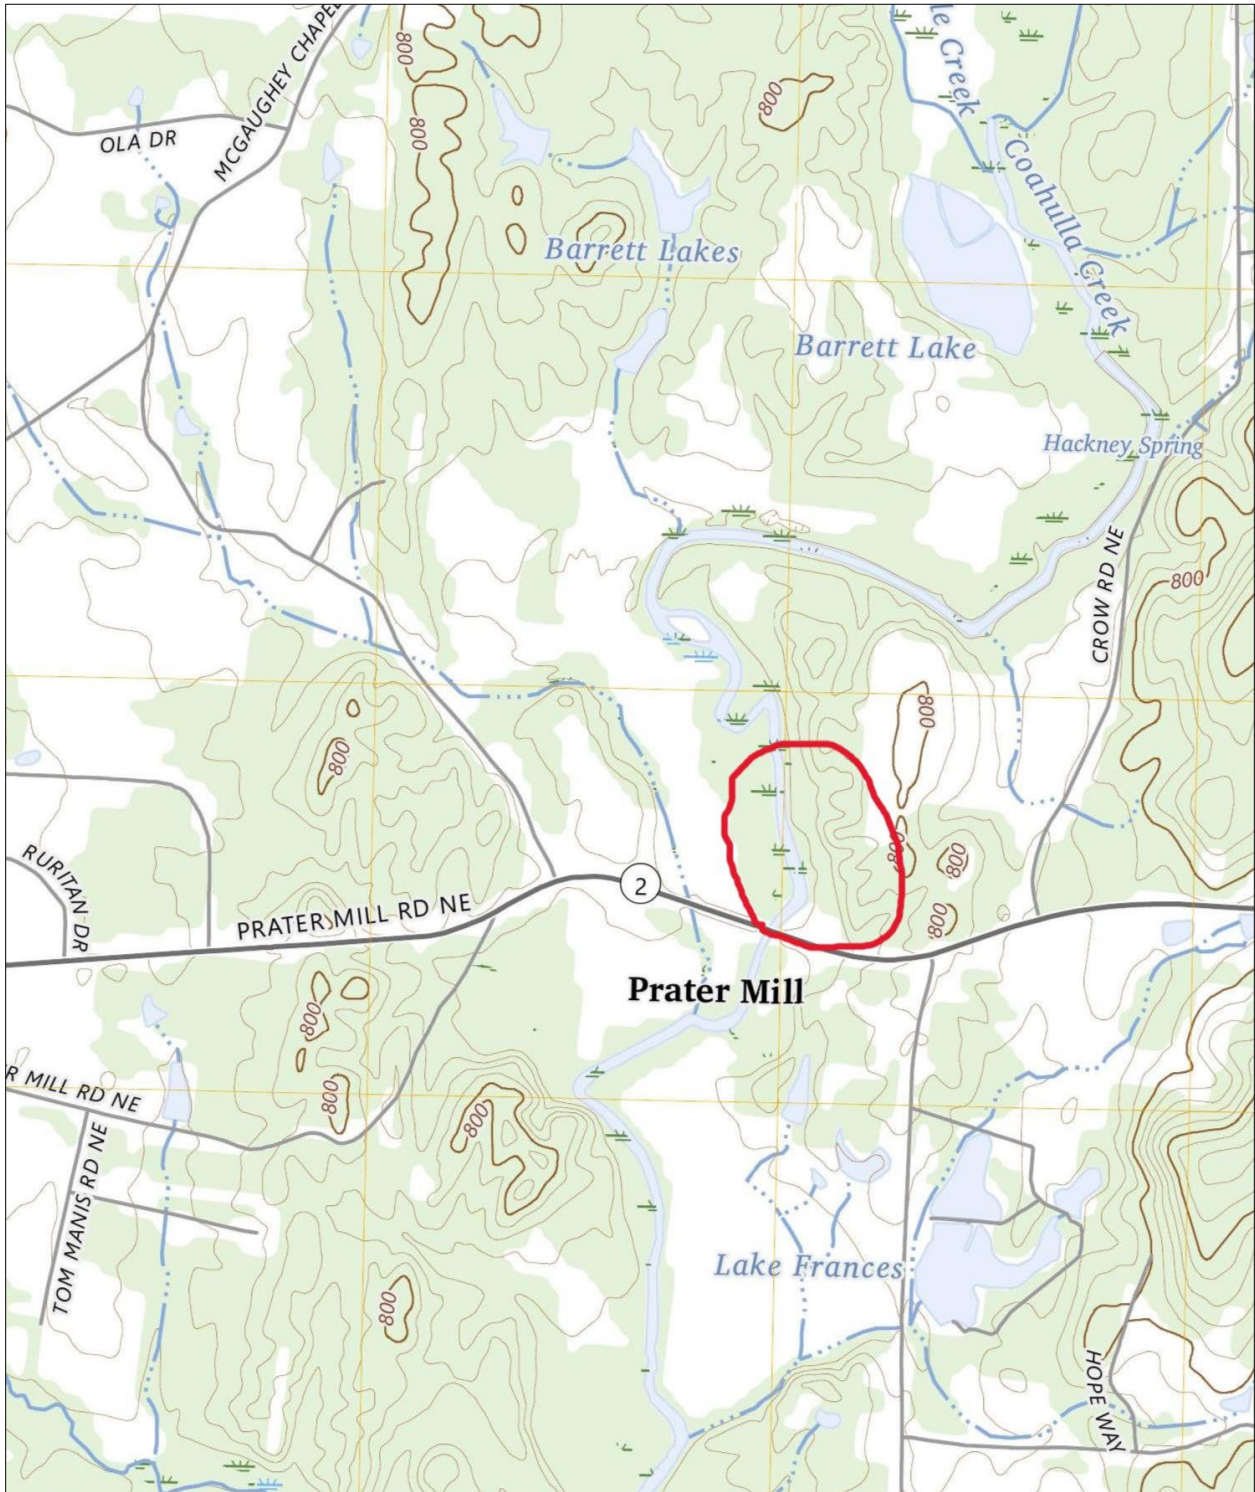 le Creek
MCGAUGHEY CHAPEL
800
800
800
OLA DR
Coahulla Creek
Barrett Lakes
Barrett Lake
Hackney Spring
800
CROW RD NE
800
800
800
800
800
RURITAN DR
2
PRATER MILL RD NE
Prater Mill
800
800
800
R MILL RD NE
TOM MANIS RD NE
Lake Frances
800
HOPE WAY